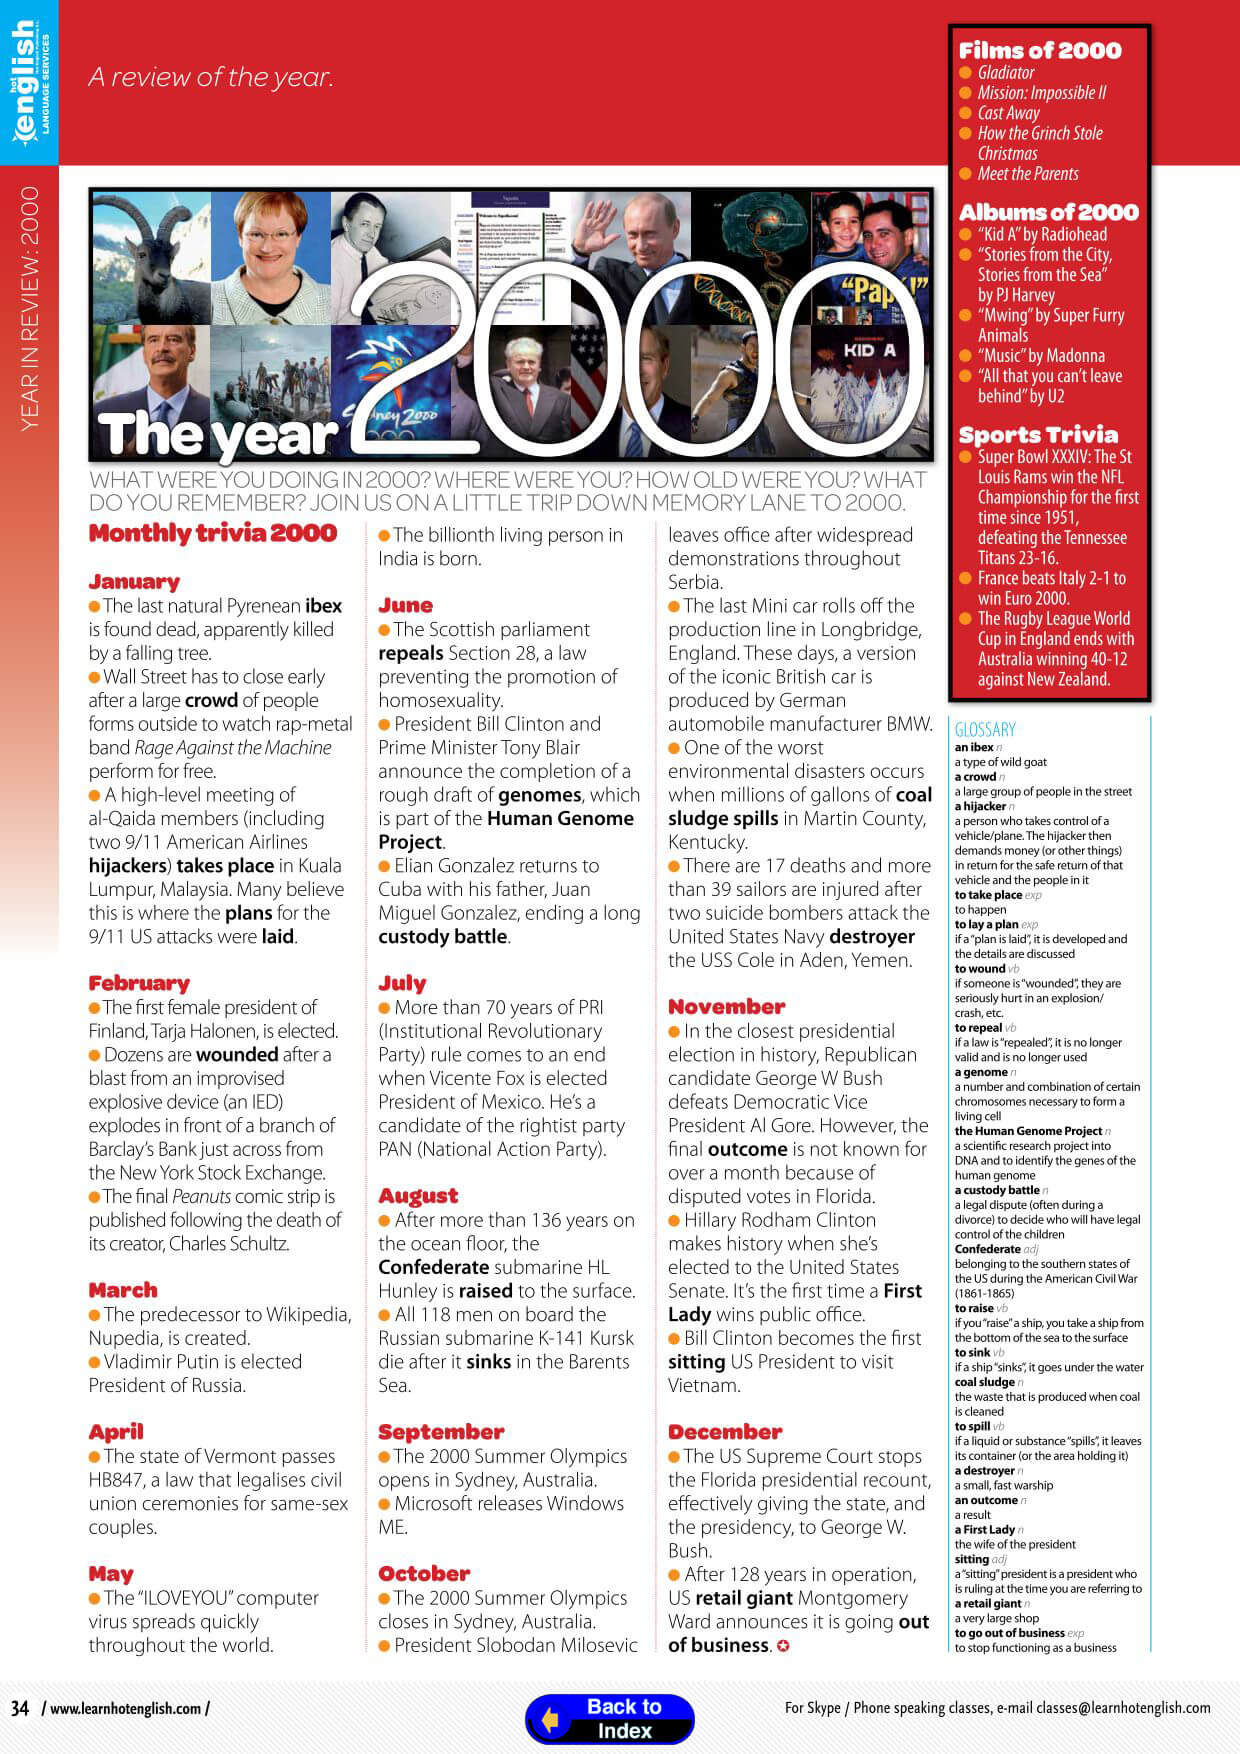 hot
english
LANGUAGE SERVICES
YEAR IN REVIEW: 2000
A review of the year.
"Pap  !"
KID A
Sydney 2000
The year 2000
WHAT WERE YOU DOING IN 2000? WHERE WERE YOU? HOW OLD WERE YOU? WHAT
DO YOU REMEMBER? JOIN US ON A LITTLE TRIP DOWN MEMORY LANE TO 2000.
Monthly trivia 2000
January
The last natural Pyrenean ibex
is found dead, apparently killed
by a falling tree.
Wall Street has to close early
after a large crowd of people
forms outside to watch rap-metal
band Rage Against the Machine
perform for free.
A high-level meeting of
al-Qaida members (including
two 9/11 American Airlines
hijackers) takes place in Kuala
Lumpur, Malaysia. Many believe
this is where the plans for the
9/11 US attacks were laid.
February
The first female president of
Finland, Tarja Halonen, is elected.
Dozens are wounded after a
blast from an improvised
explosive device (an IED)
explodes in front of a branch of
Barclay's Bank just across from
the New York Stock Exchange.
The final Peanuts comic strip is
published following the death of
its creator, Charles Schultz.
March
The predecessor to Wikipedia,
Nupedia, is created.
Vladimir Putin is elected
President of Russia.
April
The state of Vermont passes
HB847, a law that legalises civil
union ceremonies for same-sex
couples.
May
The "ILOVEYOU" computer
virus spreads quickly
throughout the world.
The billionth living person in
India is born.
June
The Scottish parliament
repeals Section 28, a law
preventing the promotion of
homosexuality.
President Bill Clinton and
Prime Minister Tony Blair
announce the completion of a
rough draft of genomes, which
is part of the Human Genome
Project.
Elian Gonzalez returns to
Cuba with his father, Juan
Miguel Gonzalez, ending a long
custody battle.
July
More than 70 years of PRI
(Institutional Revolutionary
Party) rule comes to an end
when Vicente Fox is elected
President of Mexico. He's a
candidate of the rightist party
PAN (National Action Party).
August
After more than 136 years on
the ocean floor, the
Confederate submarine HL
Hunley is raised to the surface.
All 118 men on board the
Russian submarine K-141 Kursk
die after it sinks in the Barents
Sea.
September
The 2000 Summer Olympics
opens in Sydney, Australia.
Microsoft releases Windows
ME.
October
The 2000 Summer Olympics
closes in Sydney, Australia.
President Slobodan Milosevic
leaves office after widespread
demonstrations throughout
Serbia.
The last Mini car rolls off the
production line in Longbridge,
England. These days, a version
of the iconic British car is
produced by German
automobile manufacturer BMW.
One of the worst
environmental disasters occurs
when millions of gallons of coal
sludge spills in Martin County,
Kentucky.
There are 17 deaths and more
than 39 sailors are injured after
two suicide bombers attack the
United States Navy destroyer
the USS Cole in Aden, Yemen.
November
In the closest presidential
election in history, Republican
candidate George W Bush
defeats Democratic Vice
President Al Gore. However, the
final outcome is not known for
over a month because of
disputed votes in Florida.
Hillary Rodham Clinton
makes history when she's
elected to the United States
Senate. It's the first time a First
Lady wins public office.
Bill Clinton becomes the first
sitting US President to visit
Vietnam.
December
The US Supreme Court stops
the Florida presidential recount,
effectively giving the state, and
the presidency, to George W.
Bush.
After 128 years in operation,
US retail giant Montgomery
Ward announces it is going out
of business.
Films of 2000
Gladiator
Mission: Impossible II
Cast Away
How the Grinch Stole
Christmas
Meet the Parents
Albums of 2000
"Kid A" by Radiohead
"Stories from the City,
Stories from the Sea"
by PJ Harvey
"Mwing" by Super Furry
Animals
"Music" by Madonna
"All that you can't leave
behind" by U2
Sports Trivia
Super Bowl XXXIV: The St
Louis Rams win the NFL
Championship for the first
time since 1951,
defeating the Tennessee
Titans 23-16.
France beats Italy 2-1 to
win Euro 2000.
The Rugby League World
Cup in England ends with
Australia winning 40-12
against New Zealand.
GLOSSARY
an ibex n
a type of wild goat
a crowd n
a large group of people in the street
a hijacker n
a person who takes control of a
vehicle/plane. The hijacker then
demands money (or other things)
in return for the safe return of that
vehicle and the people in it
to take place exp
to happen
to lay a plan exp
if a "plan is laid", it is developed and
the details are discussed
to wound vb
if someone is "wounded", they are
seriously hurt in an explosion/
crash, etc.
to repeal vb
if a law is "repealed", it is no longer
valid and is no longer used
a genome n
a number and combination of certain
chromosomes necessary to form a
living cell
the Human Genome Project n
a scientific research project into
DNA and to identify the genes of the
human genome
a custody battle n
a legal dispute (often during a
divorce) to decide who will have legal
control of the children
Confederate adj
belonging to the southern states of
the US during the American Civil War
(1861-1865)
to raise vb
if you "raise" a ship, you take a ship from
the bottom of the sea to the surface
to sink vb
if a ship "sinks", it goes under the water
coal sludge n
the waste that is produced when coal
is cleaned
to spill vb
if a liquid or substance "spills", it leaves
its container (or the area holding it)
a destroyer n
a small, fast warship
an outcome n
a result
a First Lady n
the wife of the president
sitting adj
a "sitting" president is a president who
is ruling at the time you are referring to
a retail giant n
a very large shop
to go out of business exp
to stop functioning as a business
34 / www.learnhotenglish.com /
Back to
Index
For Skype / Phone speaking classes, e-mail classes@learnhotenglish.com